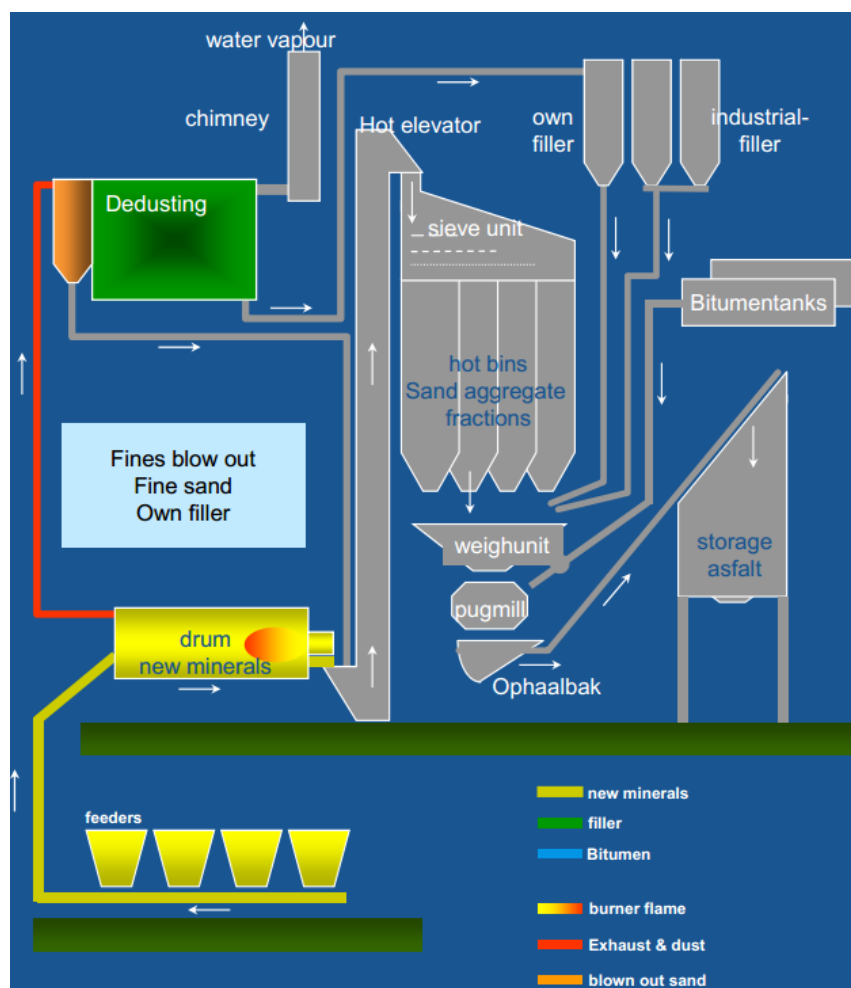 water vapour
chimney
Hot elevator
own
filler
industrial-
filler
Dedusting
sieve unit
Bitumentanks
hot bins
Sand aggregate
fractions
Fines blow out
Fine sand
Own filler
weighunit
storage
asfalt
pugmill
drum
new minerals
Ophaalbak
feeders
new minerals
filler
Bitumen
burner flame
Exhaust & dust
blown out sand